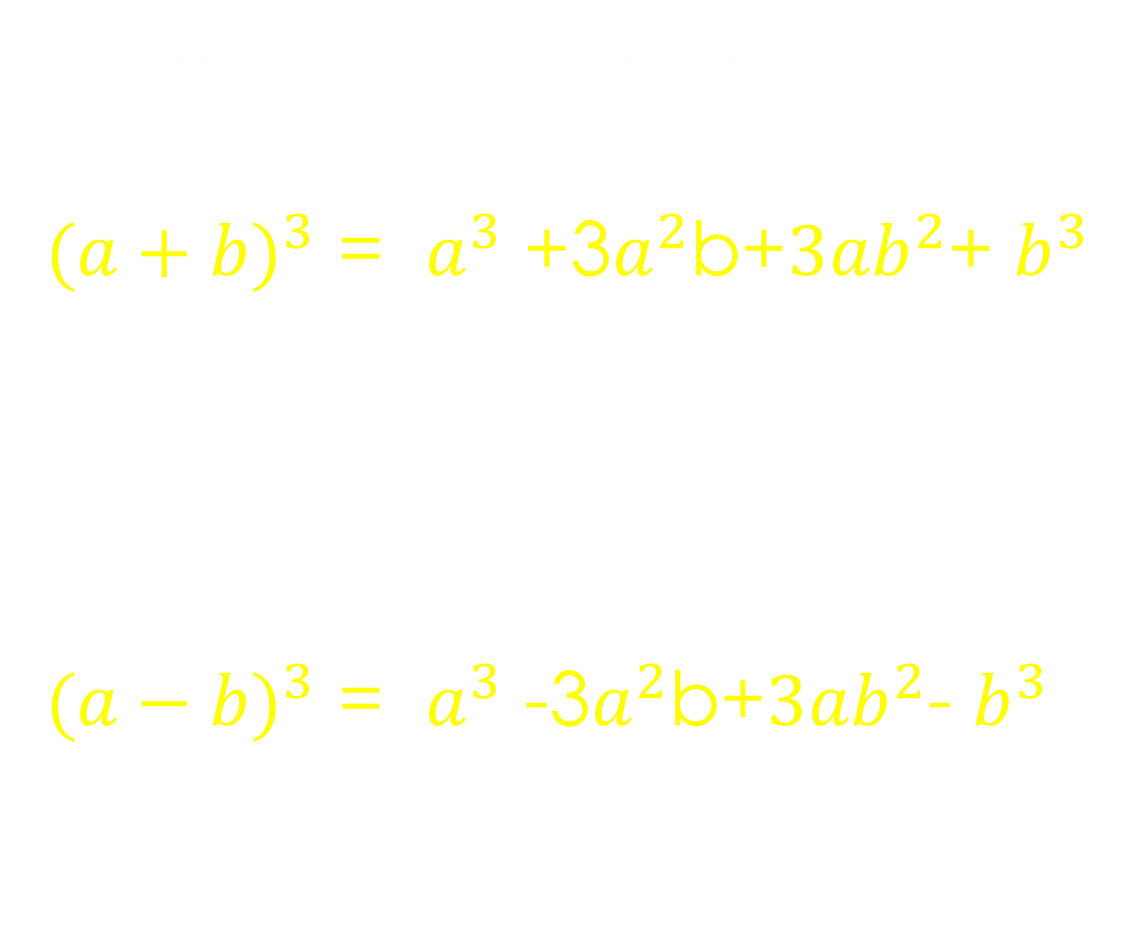 (a + b)³ = a³ +3a²b+3ab²+ b³
(a − b)³ = a³ -3a²b+3ab²- b³